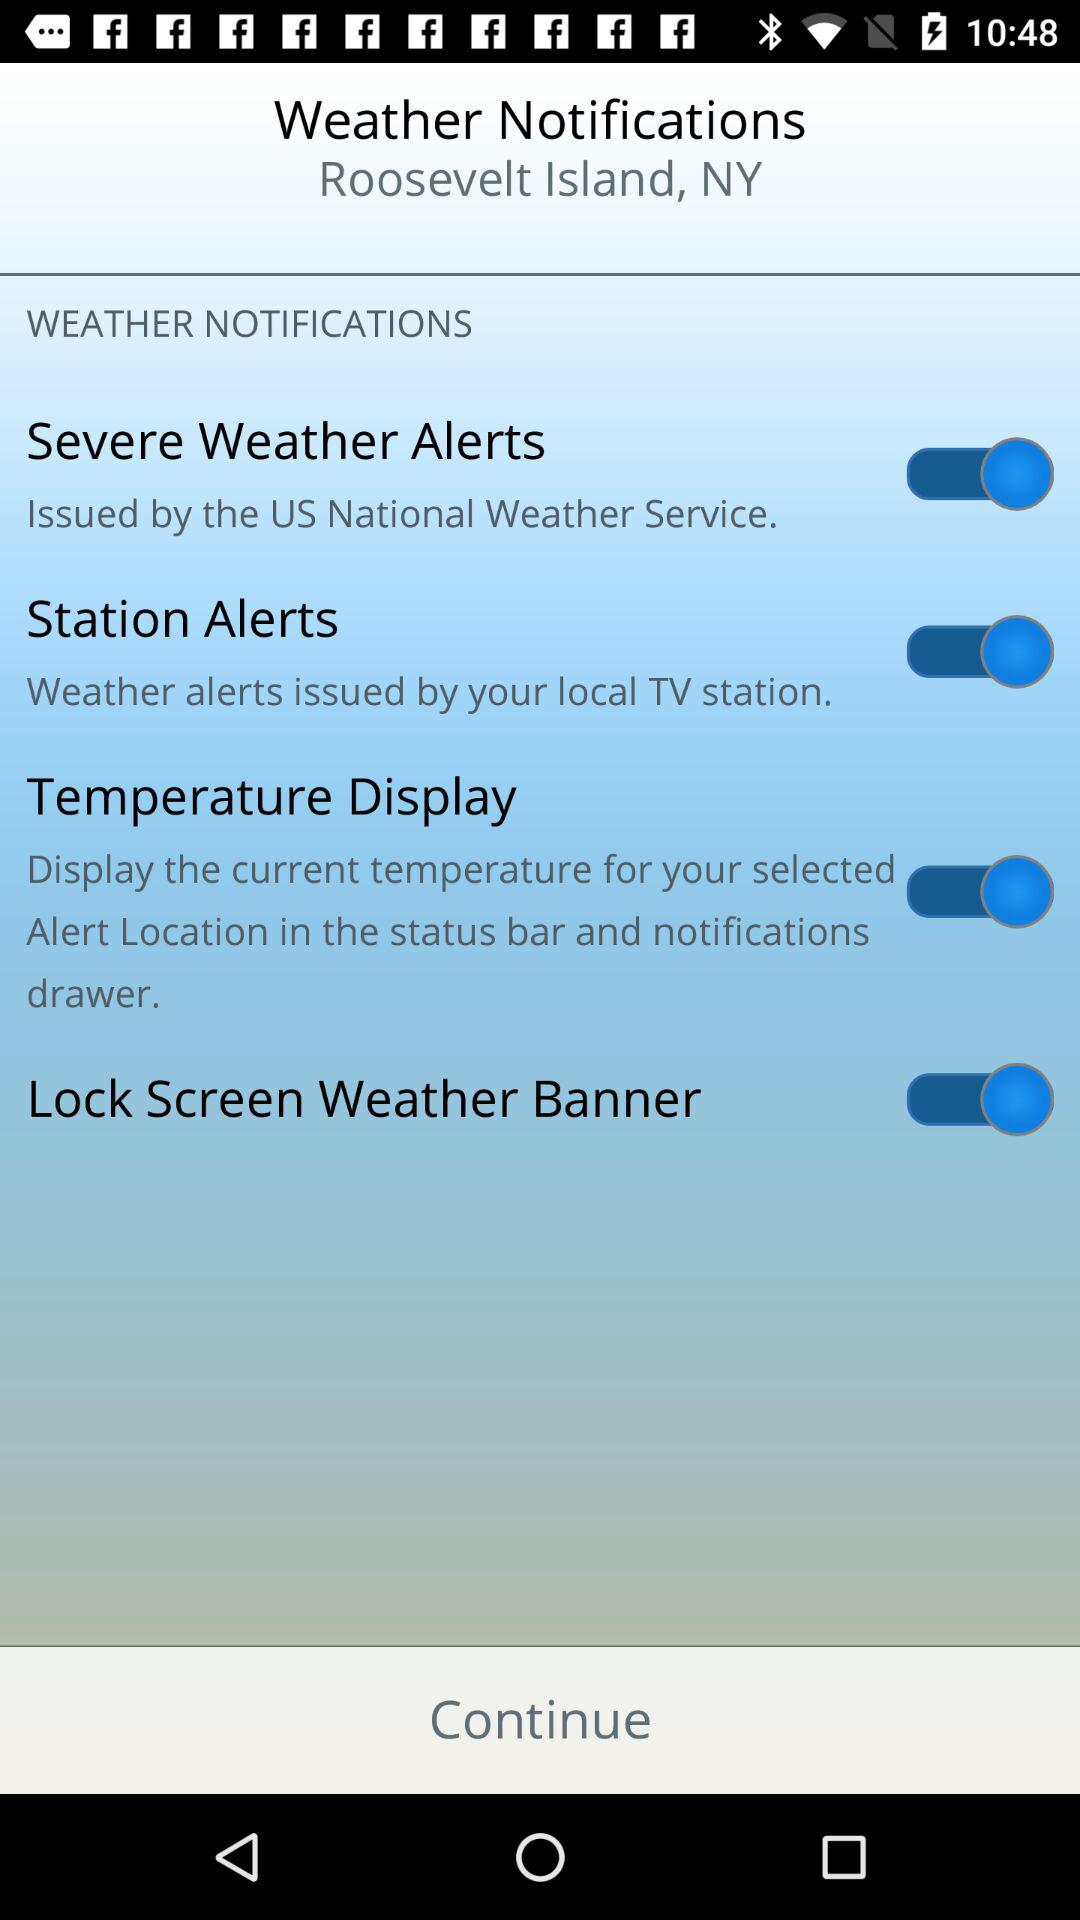 10:48
Weather Notifications
Roosevelt Island, NY
WEATHER NOTIFICATIONS
Severe Weather Alerts
Issued by the US National Weather Service.
Station Alerts
Weather alerts issued by your local TV station.
Temperature Display
Display the current temperature for your selected
Alert Location in the status bar and notifications
drawer.
Lock Screen Weather Banner
Continue